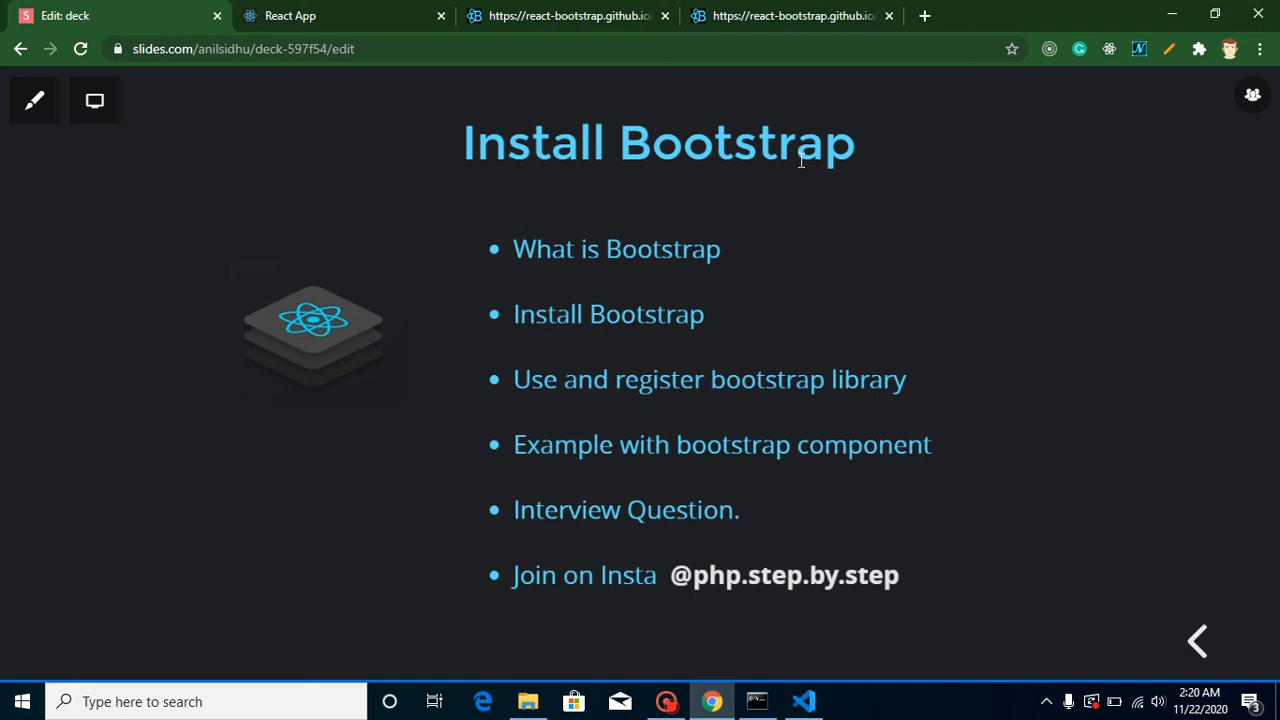 Edit: deck
React App
https://react-bootstrap.github.io/
https://react-bootstrap.github.io/
slides.com/anilsidhu/deck-597f54/edit
Install Bootstrap
What is Bootstrap
Install Bootstrap
Use and register bootstrap library
Example with bootstrap component
Interview Question.
Join on Insta @php.step.by.step
Type here to search
2:20 AM
11/22/2020
3